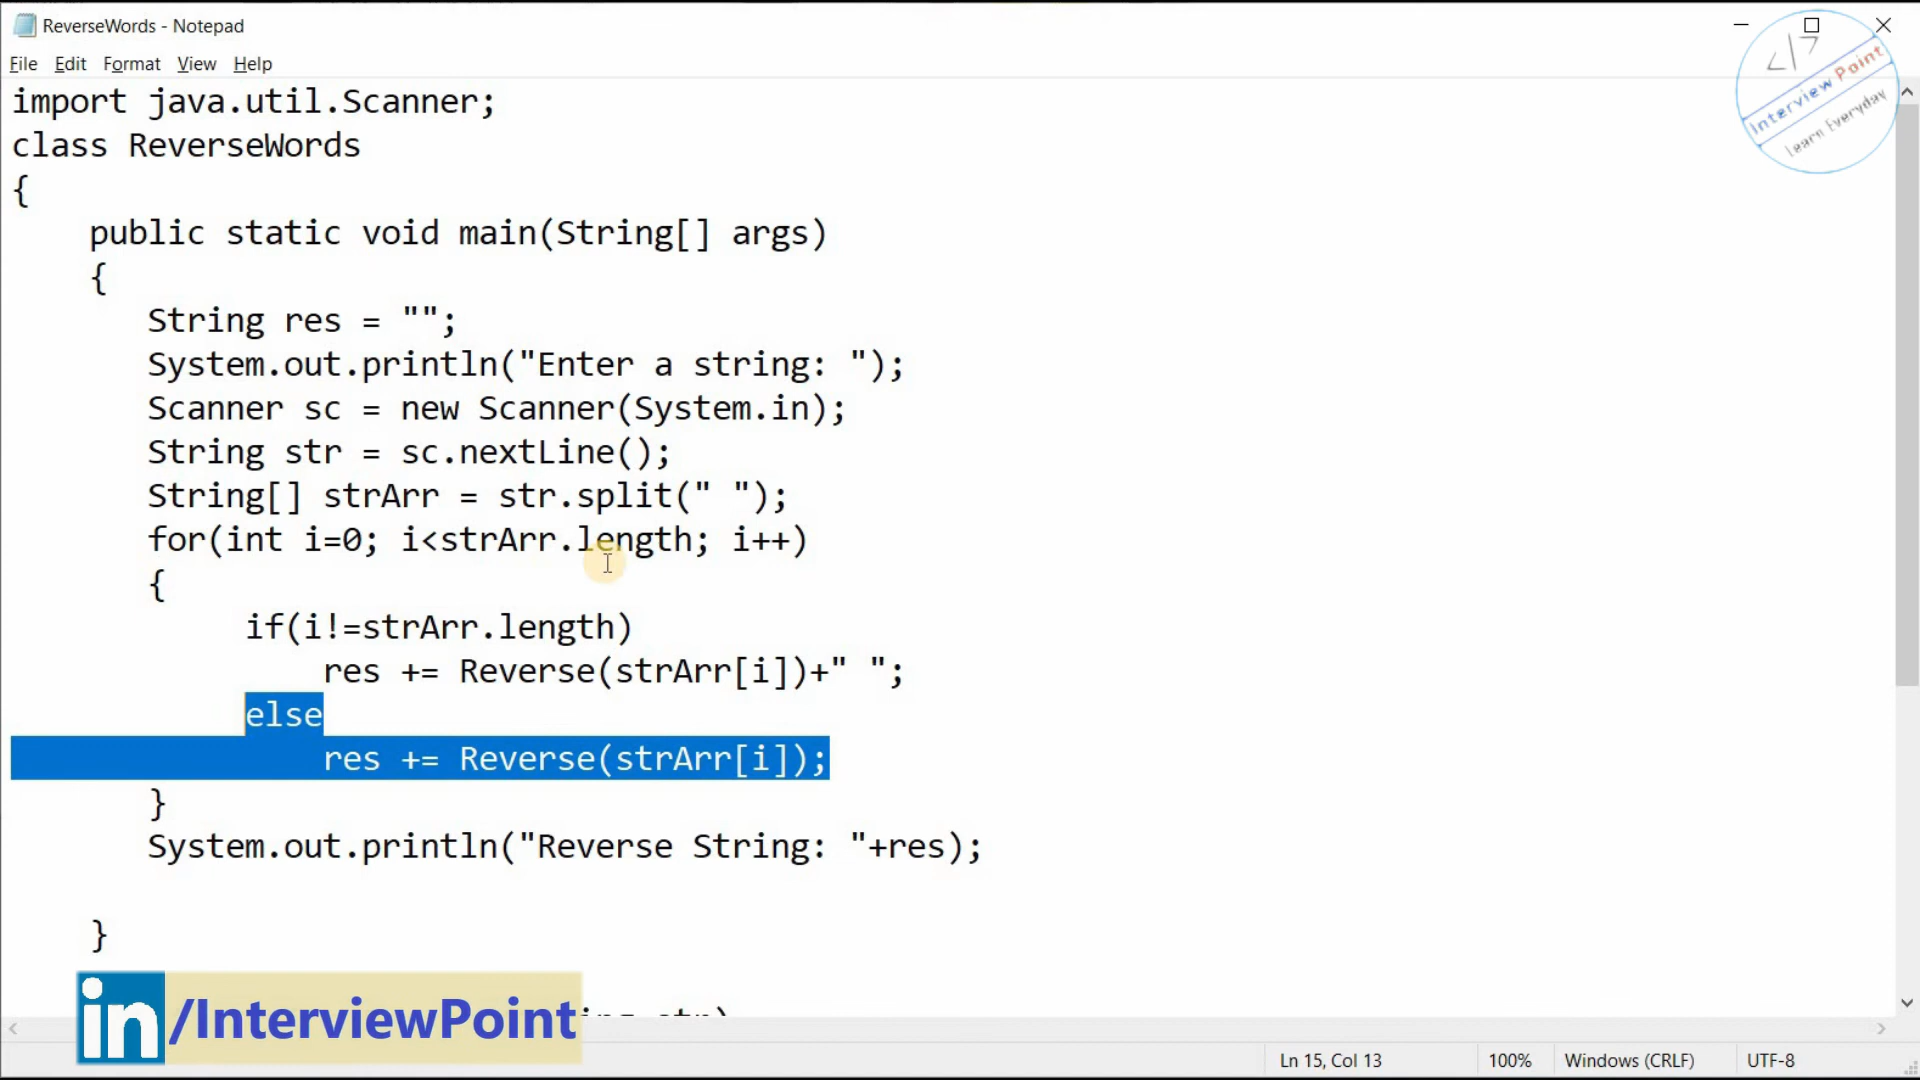 ReverseWords - Notepad
File Edit Format View Help
import java.util.Scanner;
class ReverseWords
{
public static void main(String[] args)
{
String res = "";
System.out.println("Enter a string: ");
Scanner sc = new Scanner(System.in);
String str = sc.nextLine();
String[] strArr = str.split(" ");
for(int i=0; i<strArr.length; i++)
{
if(i!=strArr.length)
res += Reverse(strArr[i])+" ";
else
res += Reverse(strArr[i]);
}
System.out.println("Reverse String: "+res);
}
in/InterviewPoint
Ln 15, Col 13 100% Windows (CRLF) UTF-8
</>
Interview Point
Learn Everyday